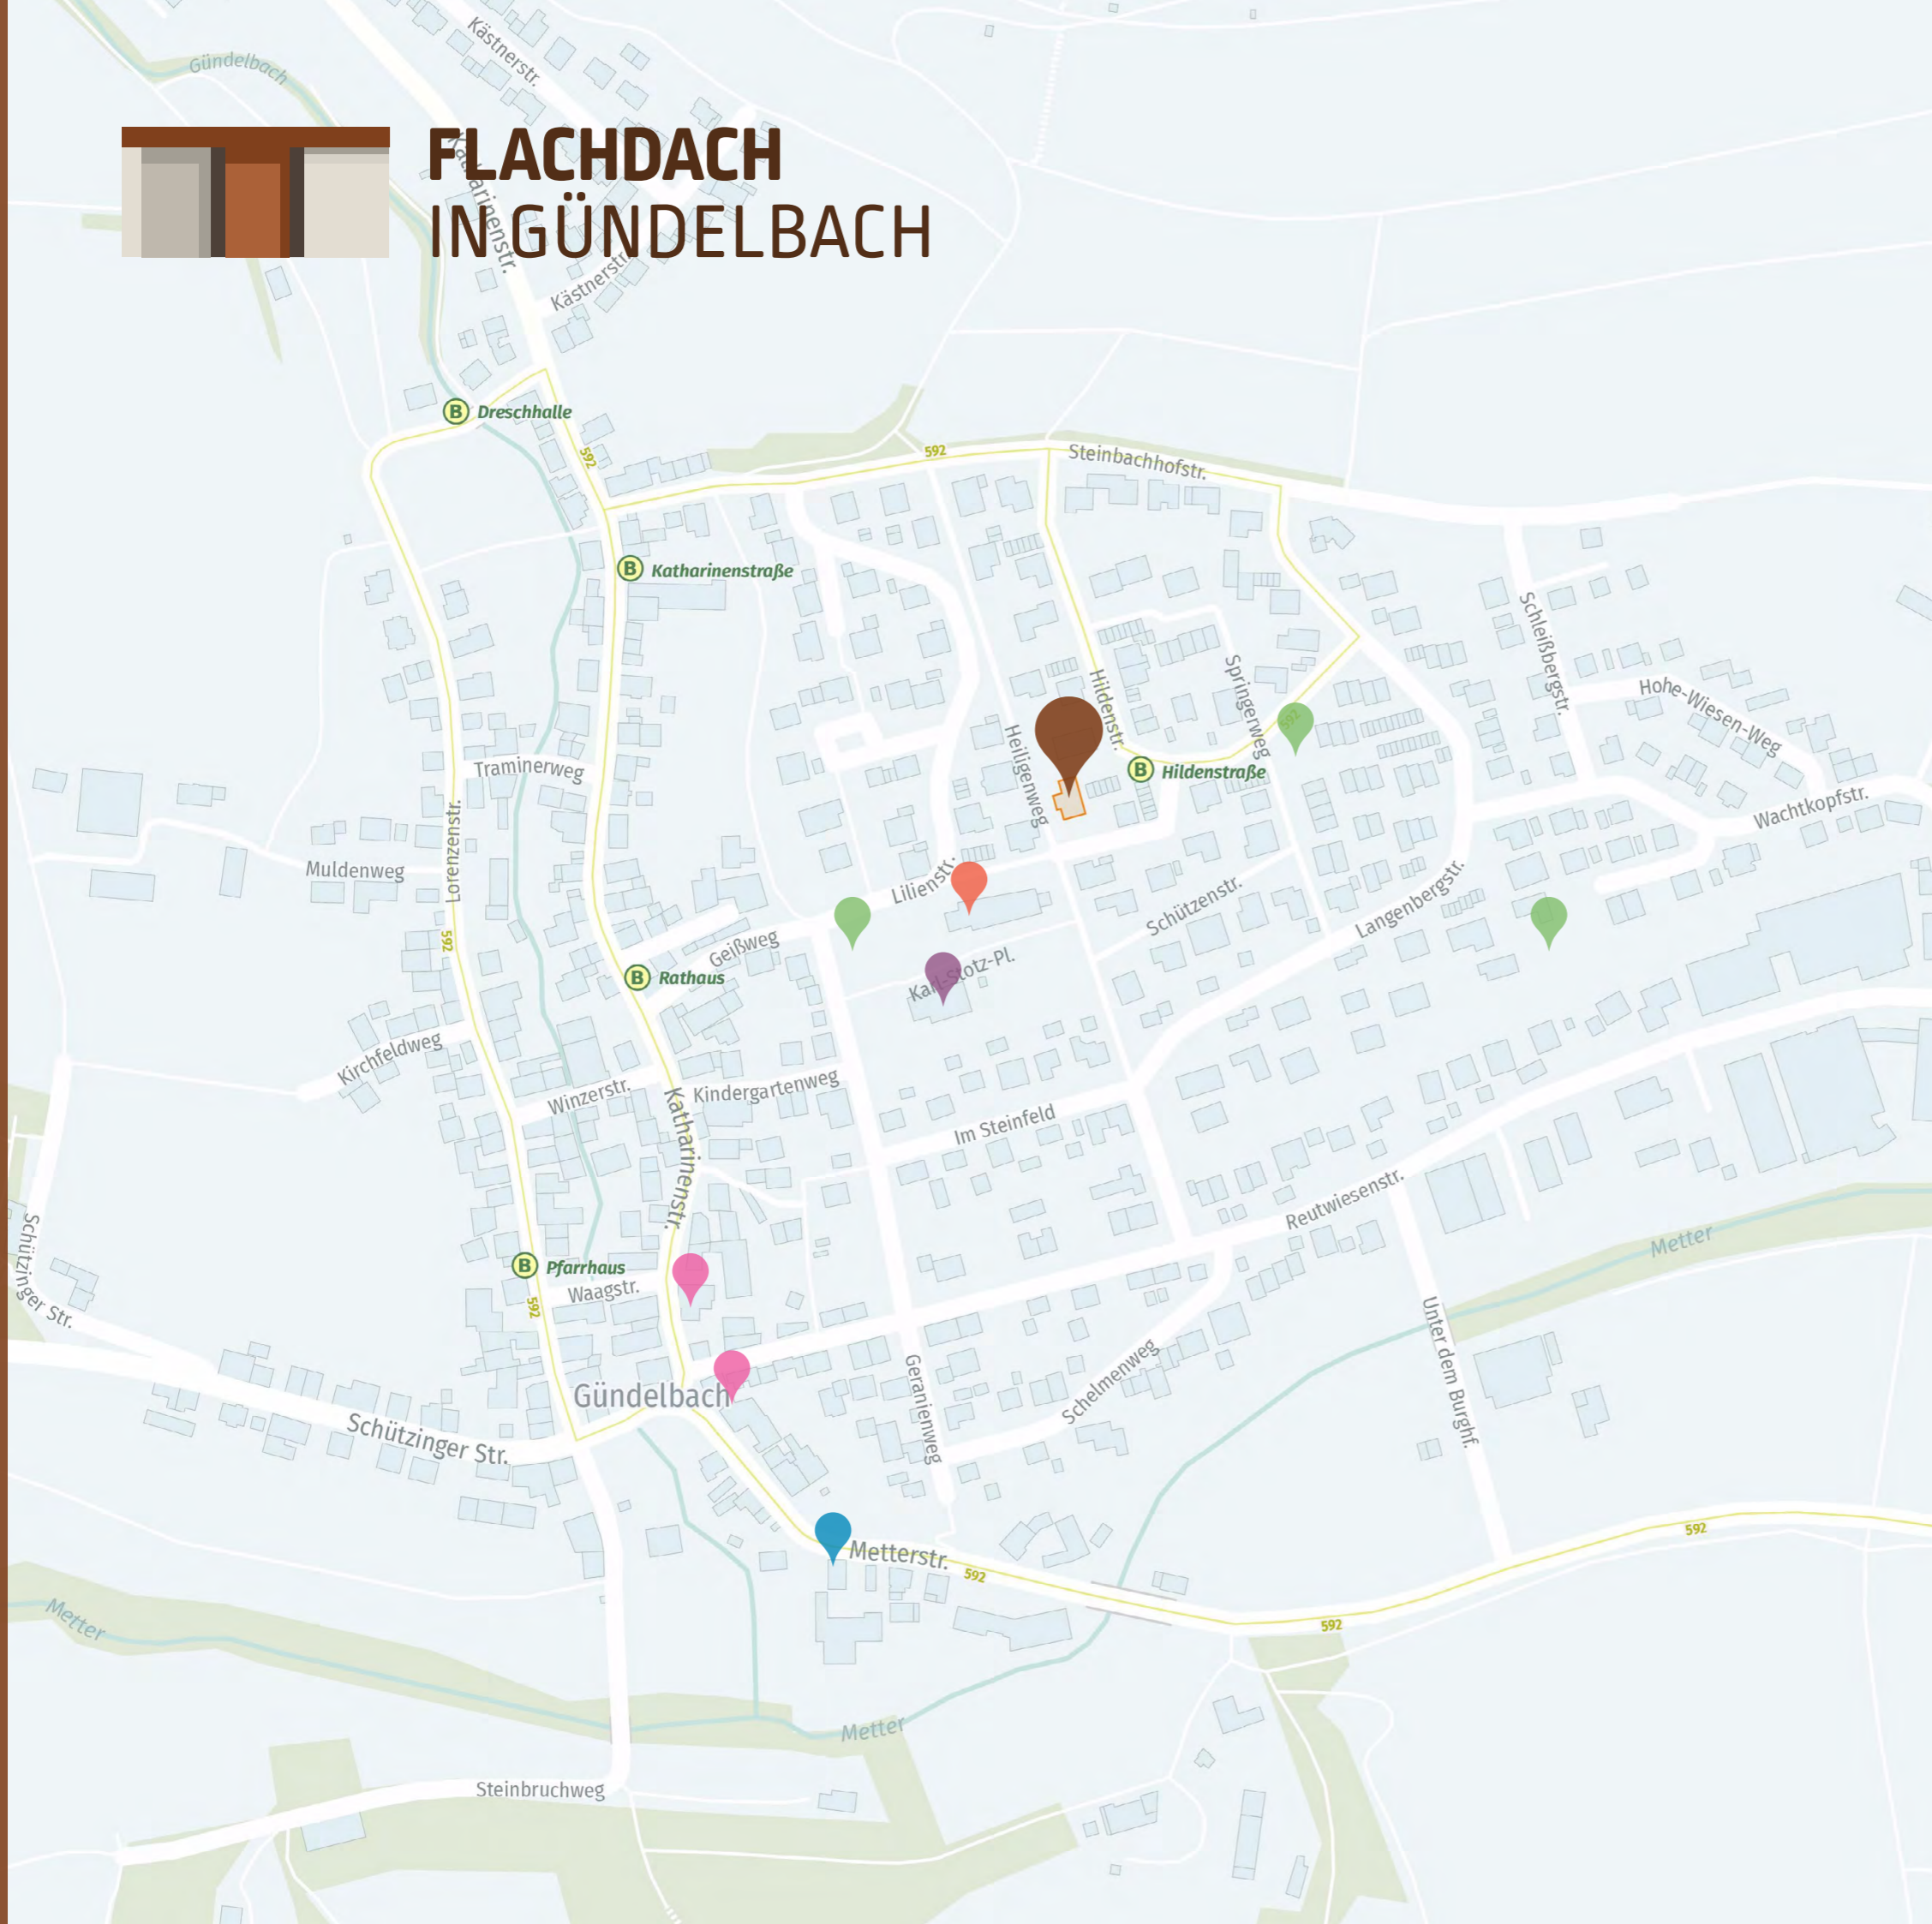 Kästnerstr.
Gündelbach
FLACHDACH
IN GÜNDELBACH
Katharinenstr.
Kästnerstr.
B Dreschhalle
592
592
Steinbachhofstr.
B Katharinenstraße
Schleißbergstr.
Hildenstr.
Springerweg
592
Hohe-Wiesen-Weg
Heiligenweg
Traminerweg
B Hildenstraße
Wachtkopfstr.
Lorenzenstr.
Muldenweg
Lilienstr.
Schützenstr.
Langenbergstr.
592
Geißweg
B Rathaus
Karl-Stotz-Pl.
Kirchfeldweg
Winzerstr.
Kindergartenweg
Katharinenstr.
Im Steinfeld
Reutwiesenstr.
Schützinger Str.
Metter
B Pfarrhaus
Waagstr.
592
Unter dem Burghf.
Gündelbach
Geranienweg
Schelmenweg
Schützinger Str.
Metterstr.
592
592
592
Metter
Metter
Steinbruchweg